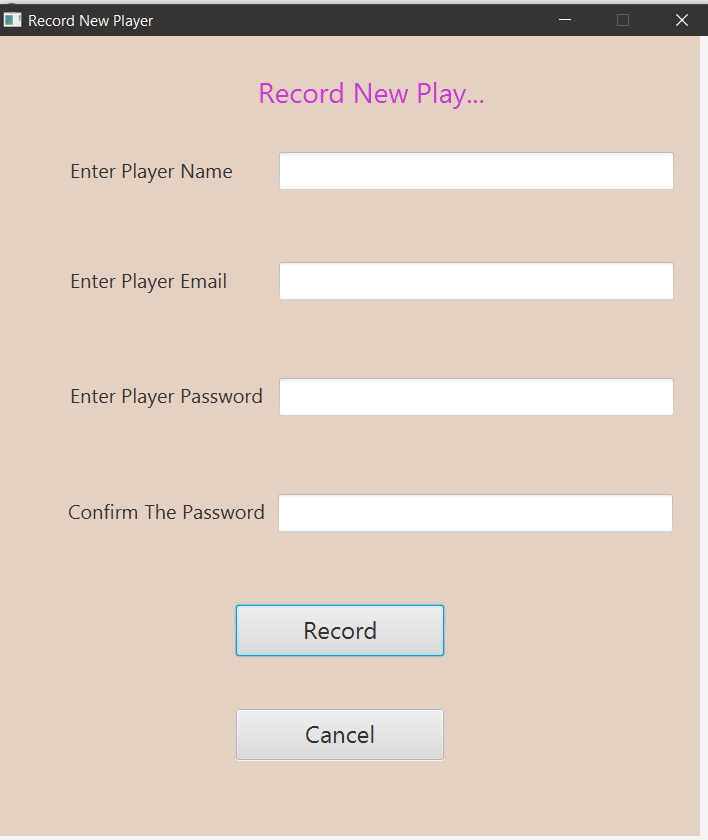 Record New Player
Record New Play...
Enter Player Name
Enter Player Email
Enter Player Password
Confirm The Password
Record
Cancel